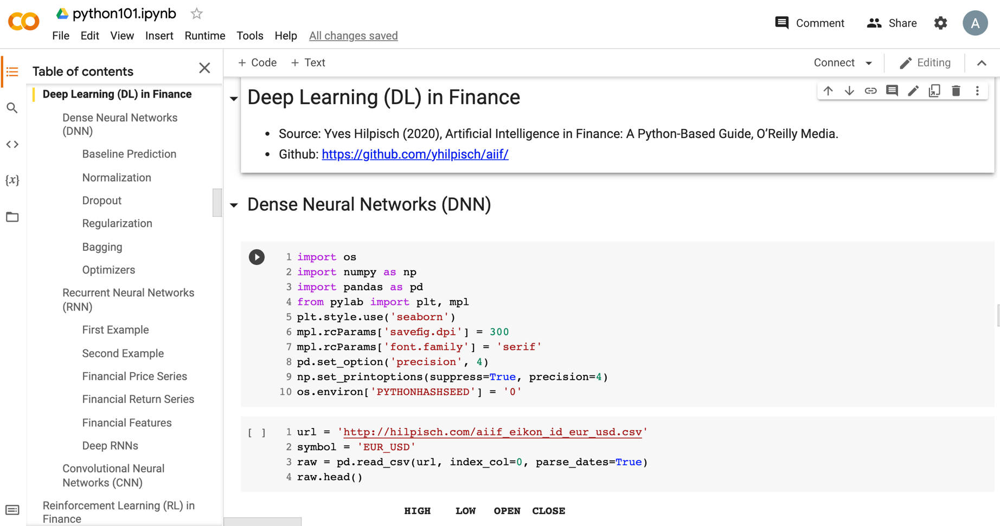 python101.ipynb
File Edit View Insert Runtime Tools Help All changes saved
Comment Share A
Table of contents
Deep Learning (DL) in Finance
Dense Neural Networks
(DNN)
Baseline Prediction
Normalization
Dropout
Regularization
Bagging
Optimizers
Recurrent Neural Networks
(RNN)
First Example
Second Example
Financial Price Series
Financial Return Series
Financial Features
Deep RNNs
Convolutional Neural
Networks (CNN)
Reinforcement Learning (RL) in
Finance
{x}
+ Code + Text
Connect Editing
Deep Learning (DL) in Finance
• Source: Yves Hilpisch (2020), Artificial Intelligence in Finance: A Python-Based Guide, O’Reilly Media.
• Github: https://github.com/yhilpisch/aiif/
Dense Neural Networks (DNN)
1 import os
2 import numpy as np
3 import pandas as pd
4 from pylab import plt, mpl
5 plt.style.use('seaborn')
6 mpl.rcParams['savefig.dpi'] = 300
7 mpl.rcParams['font.family'] = 'serif'
8 pd.set_option('precision', 4)
9 np.set_printoptions(suppress=True, precision=4)
10 os.environ['PYTHONHASHSEED'] = '0'
[ ] 1 url = 'http://hilpisch.com/aiif_eikon_id_eur_usd.csv'
2 symbol = 'EUR_USD'
3 raw = pd.read_csv(url, index_col=0, parse_dates=True)
4 raw.head()
HIGH LOW OPEN CLOSE